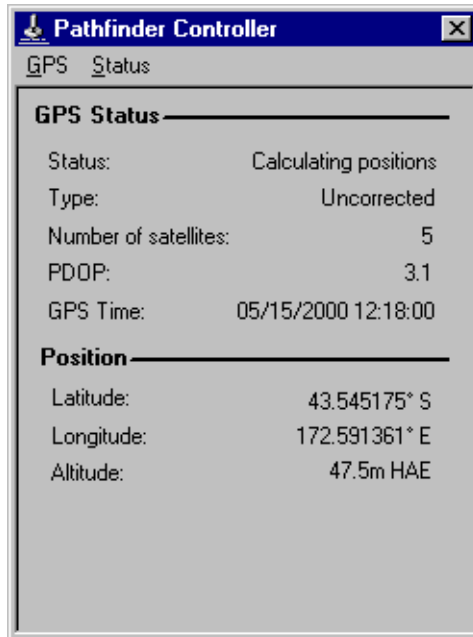 Pathfinder Controller
GPS Status
GPS Status
Status: Calculating positions
Type: Uncorrected
Number of satellites: 5
PDOP: 3.1
GPS Time: 05/15/2000 12:18:00
Position
Latitude: 43.545175° S
Longitude: 172.591361° E
Altitude: 47.5m HAE